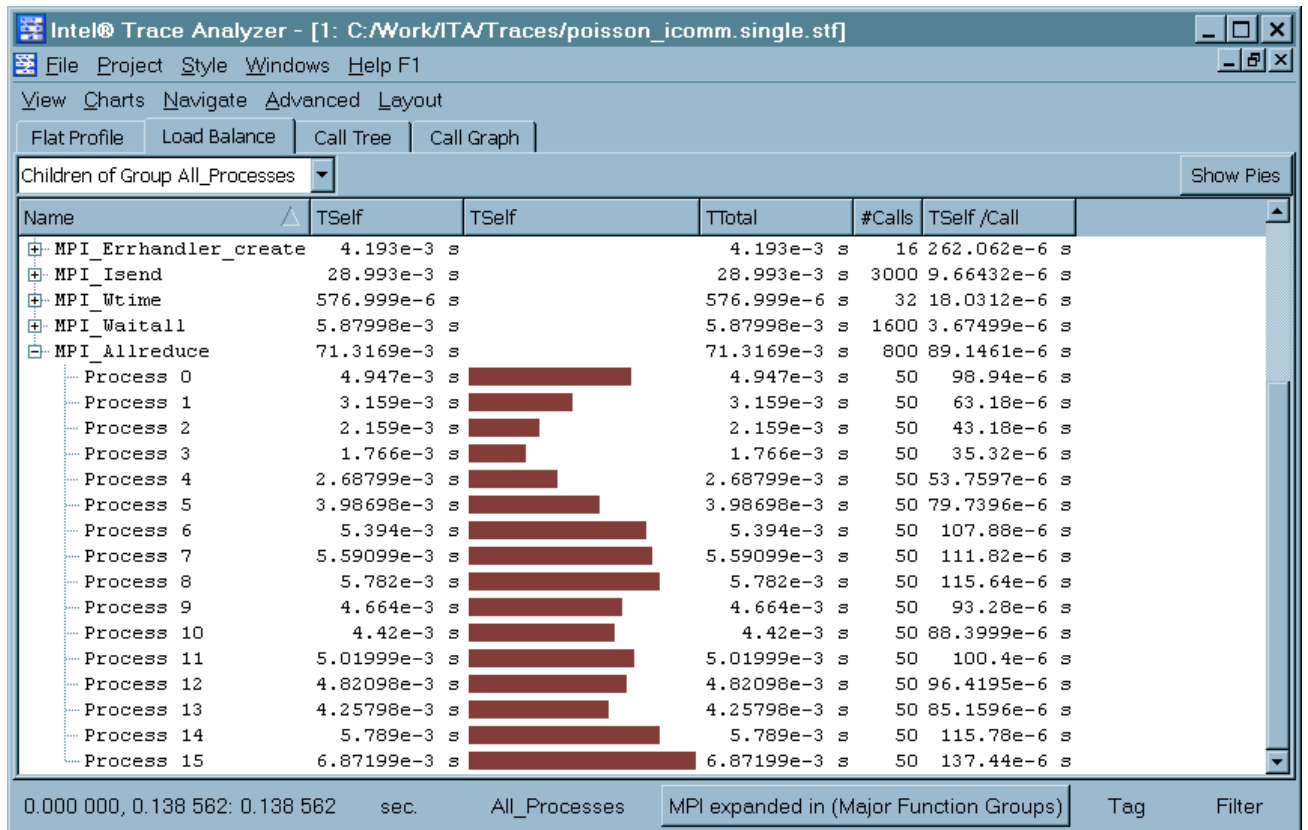 Intel® Trace Analyzer - [1: C:/Work/ITA/Traces/poisson_icomm.single.stf]
File Project Style Windows Help F1
View Charts Navigate Advanced Layout
Flat Profile Load Balance Call Tree Call Graph
Children of Group All_Processes Show Pies
Name TSelf TSelf TTotal #Calls TSelf /Call
MPI_Errhandler_create 4.193e-3 s 4.193e-3 s 16 262.062e-6 s
MPI_Isend 28.993e-3 s 28.993e-3 s 3000 9.66432e-6 s
MPI_Wtime 576.999e-6 s 576.999e-6 s 32 18.0312e-6 s
MPI_Waitall 5.87998e-3 s 5.87998e-3 s 1600 3.67499e-6 s
MPI_Allreduce 71.3169e-3 s 71.3169e-3 s 800 89.1461e-6 s
Process 0 4.947e-3 s 4.947e-3 s 50 98.94e-6 s
Process 1 3.159e-3 s 3.159e-3 s 50 63.18e-6 s
Process 2 2.159e-3 s 2.159e-3 s 50 43.18e-6 s
Process 3 1.766e-3 s 1.766e-3 s 50 35.32e-6 s
Process 4 2.68799e-3 s 2.68799e-3 s 50 53.7597e-6 s
Process 5 3.98698e-3 s 3.98698e-3 s 50 79.7396e-6 s
Process 6 5.394e-3 s 5.394e-3 s 50 107.88e-6 s
Process 7 5.59099e-3 s 5.59099e-3 s 50 111.82e-6 s
Process 8 5.782e-3 s 5.782e-3 s 50 115.64e-6 s
Process 9 4.664e-3 s 4.664e-3 s 50 93.28e-6 s
Process 10 4.42e-3 s 4.42e-3 s 50 88.3999e-6 s
Process 11 5.01999e-3 s 5.01999e-3 s 50 100.4e-6 s
Process 12 4.82098e-3 s 4.82098e-3 s 50 96.4195e-6 s
Process 13 4.25798e-3 s 4.25798e-3 s 50 85.1596e-6 s
Process 14 5.789e-3 s 5.789e-3 s 50 115.78e-6 s
Process 15 6.87199e-3 s 6.87199e-3 s 50 137.44e-6 s
0.000 000, 0.138 562: 0.138 562 sec. All_Processes MPI expanded in (Major Function Groups) Tag Filter